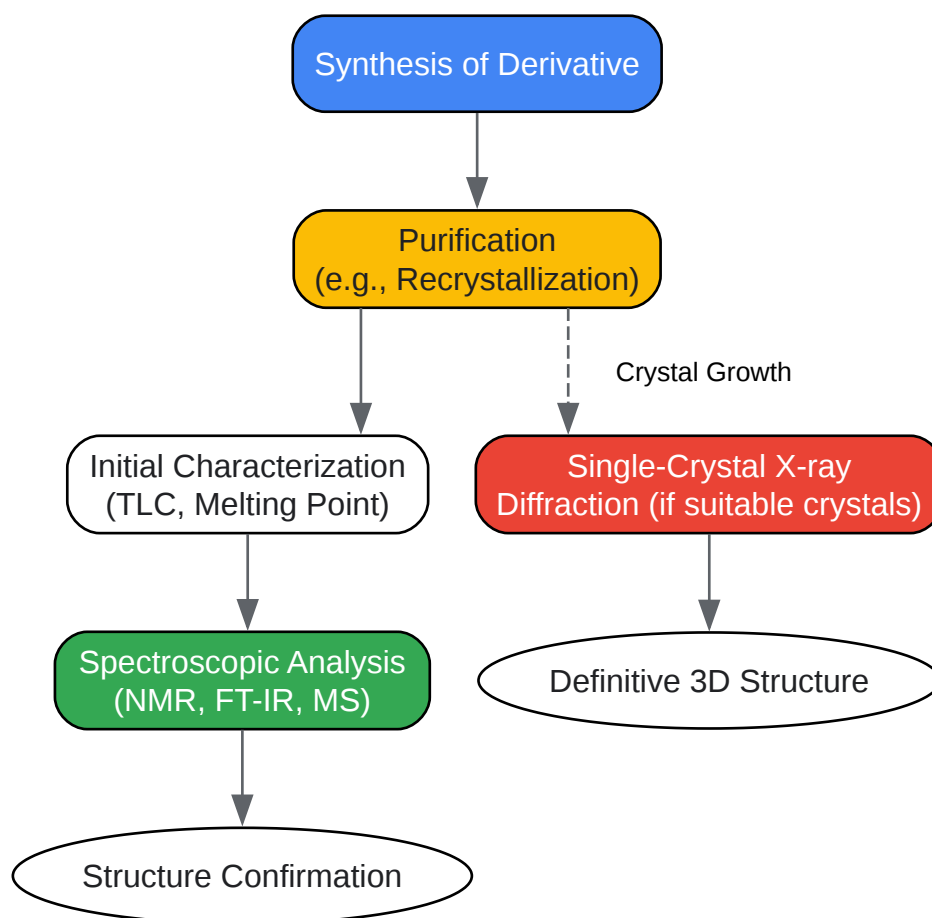 Synthesis of Derivative
Purification
(e.g., Recrystallization)
Crystal Growth
Initial Characterization
(TLC, Melting Point)
Single-Crystal X-ray
Diffraction (if suitable crystals)
Spectroscopic Analysis
(NMR, FT-IR, MS)
Definitive 3D Structure
Structure Confirmation